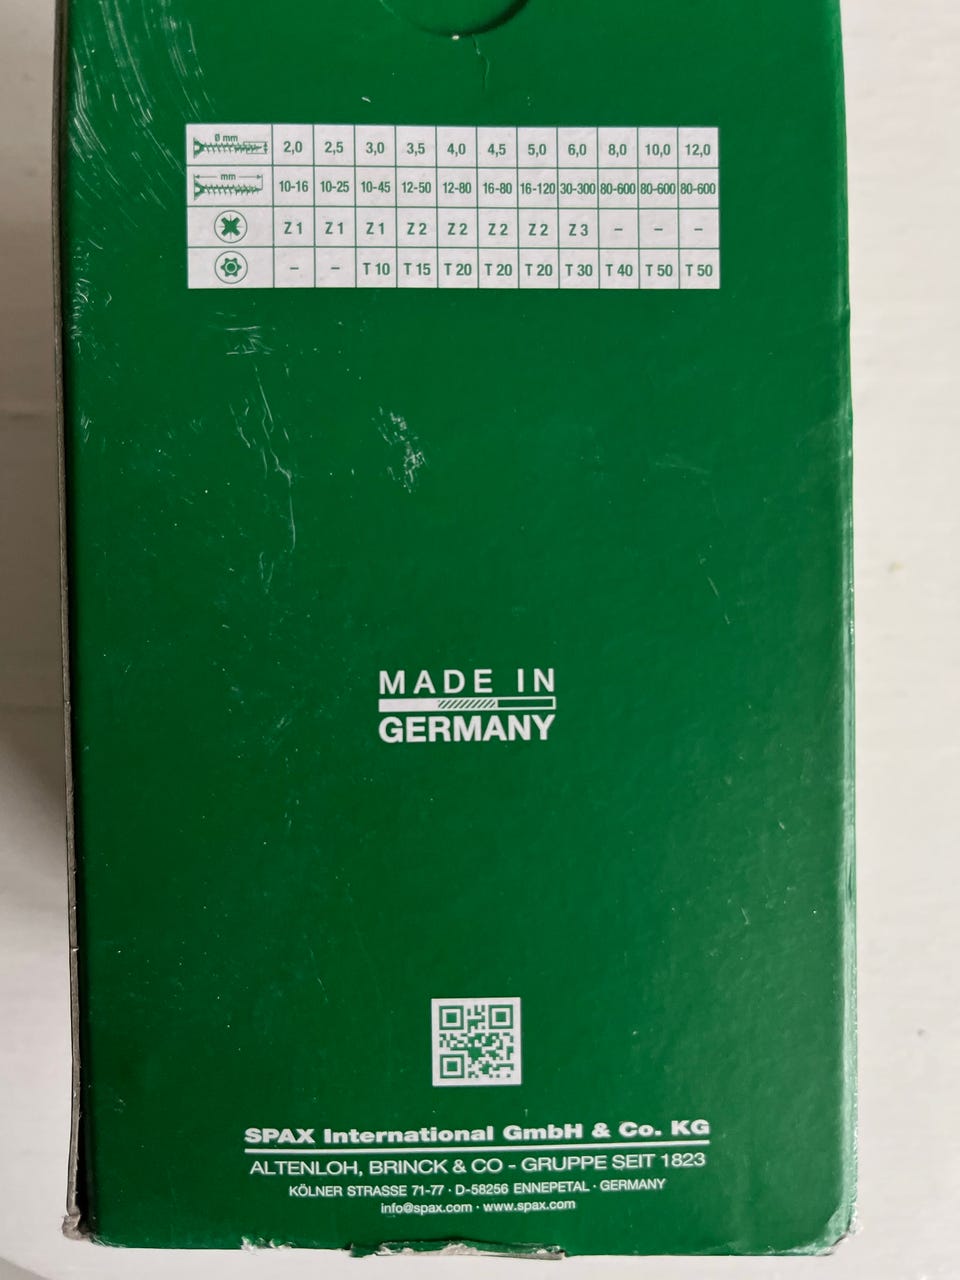 Ø mm 2,0 2,5 3,0 3,5 4,0 4,5 5,0 6,0 8,0 10,0 12,0
mm 10-16 10-25 10-45 12-50 12-80 16-80 16-120 30-300 80-600 80-600 80-600
Z 1 Z 1 Z 1 Z 2 Z 2 Z 2 Z 2 Z 3 – – –
– – T 10 T 15 T 20 T 20 T 20 T 30 T 40 T 50 T 50
MADE IN
GERMANY
SPAX International GmbH & Co. KG
ALTENLOH, BRINCK & CO - GRUPPE SEIT 1823
KÖLNER STRASSE 71-77 · D-58256 ENNEPETAL · GERMANY
info@spax.com · www.spax.com